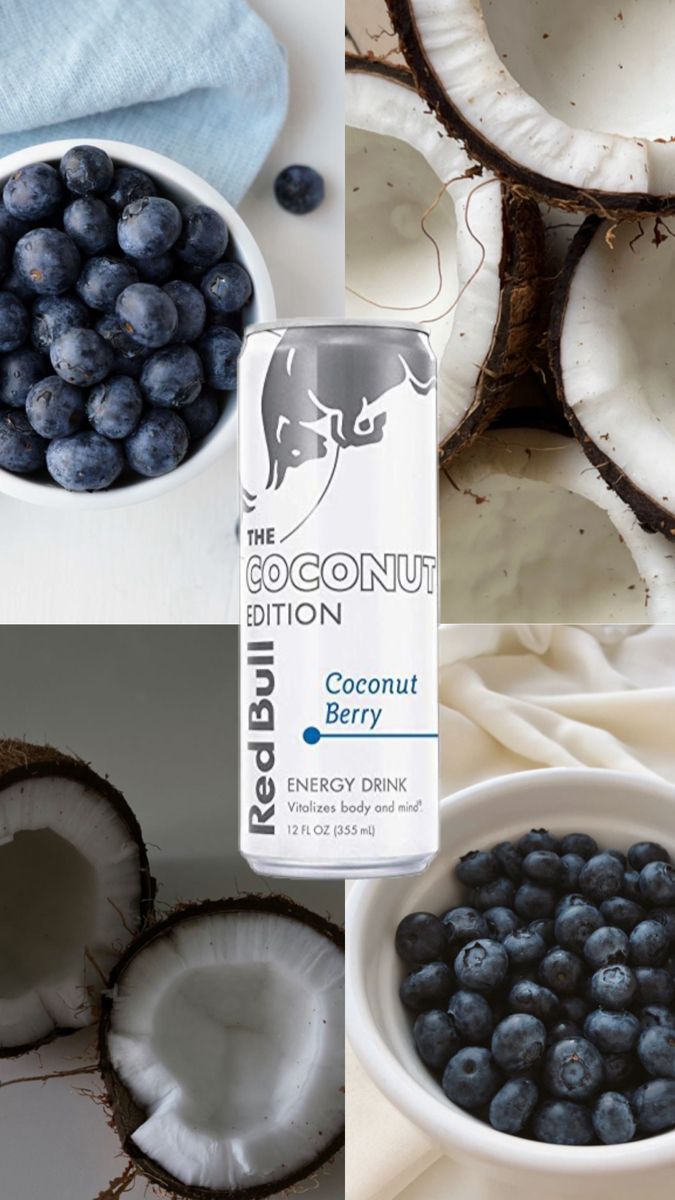 THE
COCONUT
EDITION
Red Bull
Coconut
Berry
ENERGY DRINK
Vitalizes body and mind®.
12 FL OZ (355 mL)